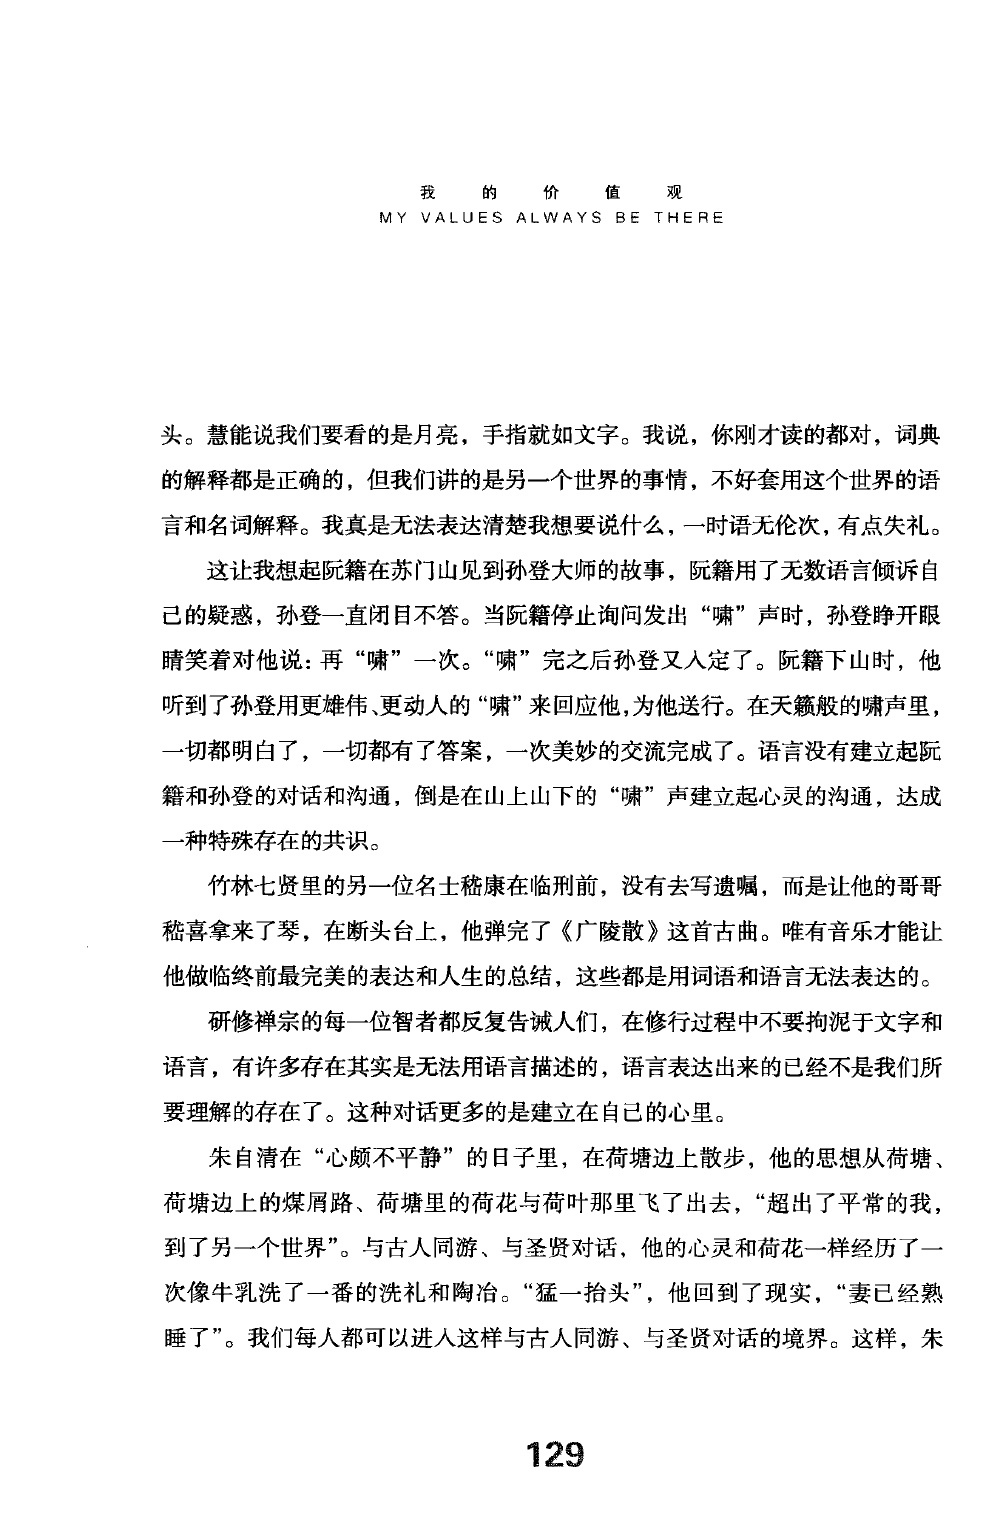 我的价值观
MY VALUES ALWAYS BE THERE
头。慧能说我们要看的是月亮，手指就如文字。我说，你刚才读的都对，词典
的解释都是正确的，但我们讲的是另一个世界的事情，不好套用这个世界的语
言和名词解释。我真是无法表达清楚我想要说什么，一时语无伦次，有点失礼。
这让我想起阮籍在苏门山见到孙登大师的故事，阮籍用了无数语言倾诉自
己的疑惑，孙登一直闭目不答。当阮籍停止询问发出“啸”声时，孙登睁开眼
睛笑着对他说：再“啸”一次。“啸”完之后孙登又入定了。阮籍下山时，他
听到了孙登用更雄伟、更动人的“啸”来回应他，为他送行。在天籁般的啸声里，
一切都明白了，一切都有了答案，一次美妙的交流完成了。语言没有建立起阮
籍和孙登的对话和沟通，倒是在山上山下的“啸”声建立起心灵的沟通，达成
一种特殊存在的共识。
竹林七贤里的另一位名士嵇康在临刑前，没有去写遗嘱，而是让他的哥哥
嵇喜拿来了琴，在断头台上，他弹完了《广陵散》这首古曲。唯有音乐才能让
他做临终前最完美的表达和人生的总结，这些都是用词语和语言无法表达的。
研修禅宗的每一位智者都反复告诫人们，在修行过程中不要拘泥于文字和
语言，有许多存在其实是无法用语言描述的，语言表达出来的已经不是我们所
要理解的存在了。这种对话更多的是建立在自己的心里。
朱自清在“心颇不平静”的日子里，在荷塘边上散步，他的思想从荷塘、
荷塘边上的煤屑路、荷塘里的荷花与荷叶那里飞了出去，“超出了平常的我，
到了另一个世界”。与古人同游、与圣贤对话，他的心灵和荷花一样经历了一
次像牛乳洗了一番的洗礼和陶冶。“猛一抬头”，他回到了现实，“妻已经熟
睡了”。我们每人都可以进入这样与古人同游、与圣贤对话的境界。这样，朱
129